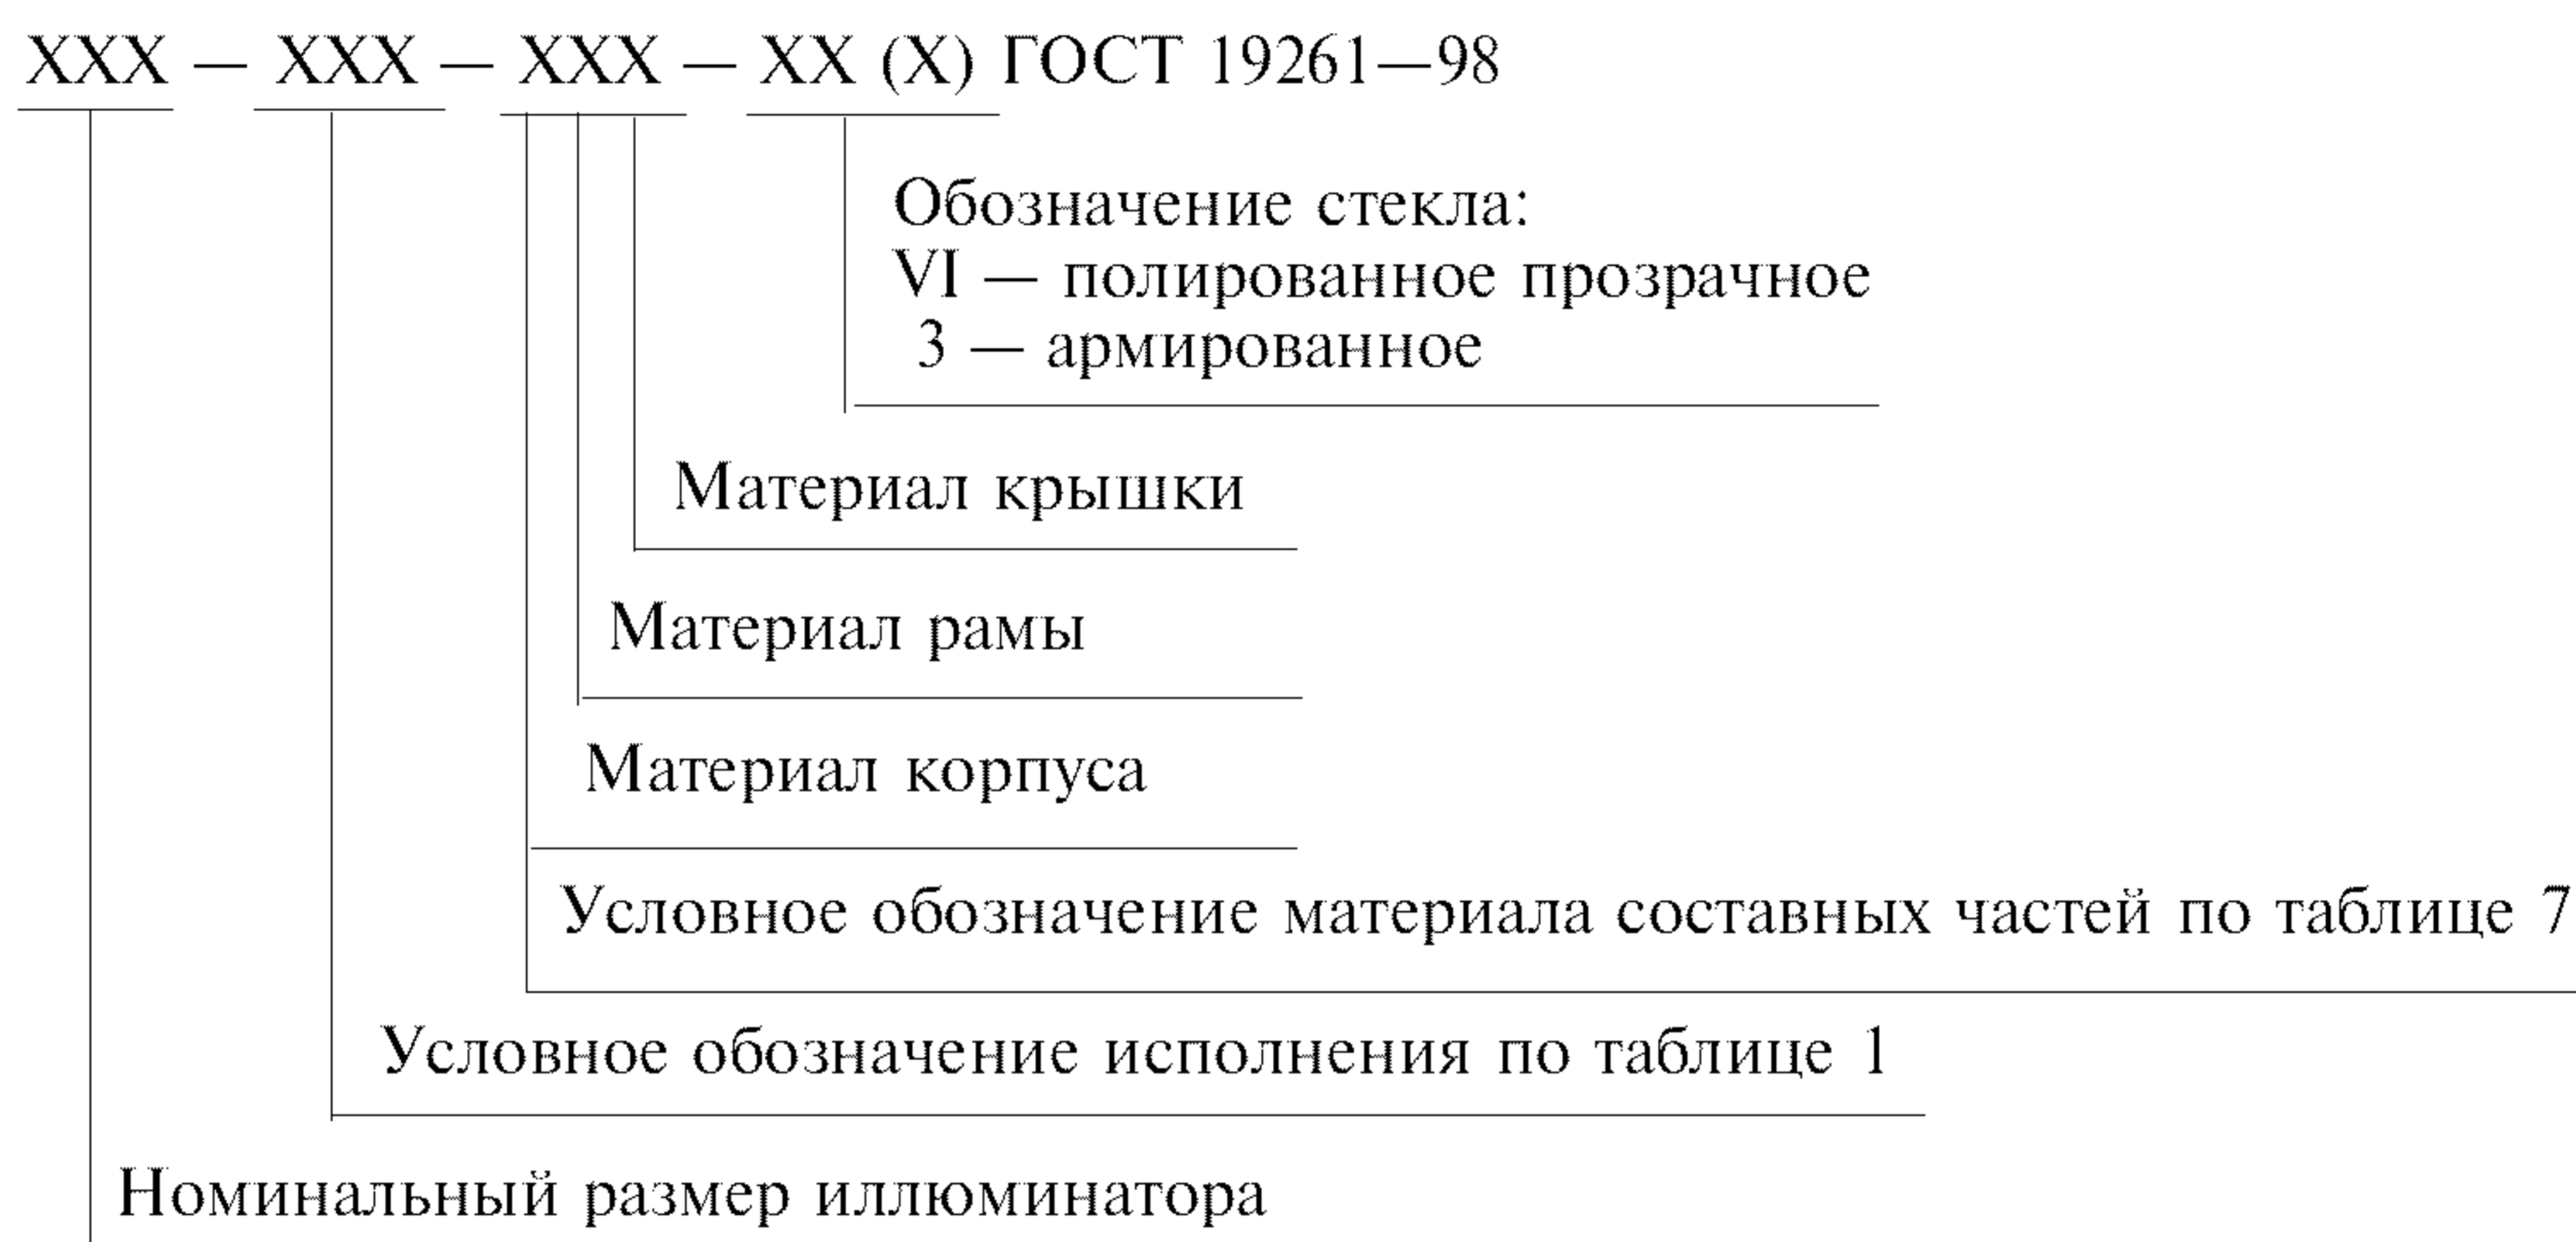 XXX — XXX — XXX — XX (X) ГОСТ 19261—98
Обозначение стекла:
VI — полированное прозрачное
3 — армированное
Материал крышки
Материал рамы
Материал корпуса
Условное обозначение материала составных частей по таблице 7
Условное обозначение исполнения по таблице 1
Номинальный размер иллюминатора